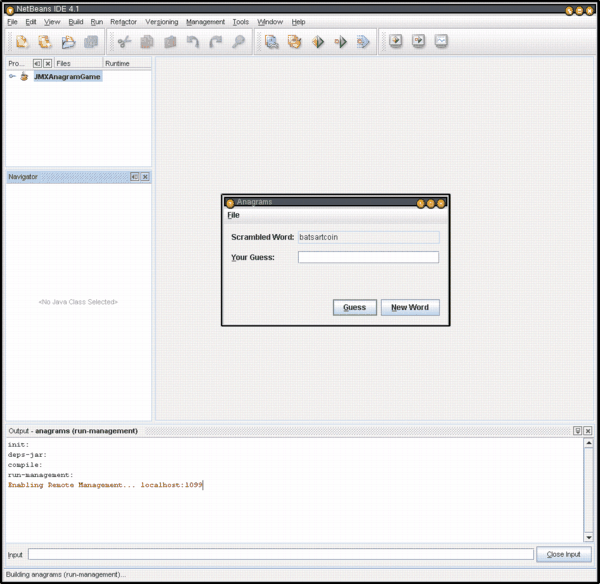 NetBeans IDE 4.1
File Edit View Build Run Refactor Versioning Management Tools Window Help
Pro... Files Runtime
JMXAnagramGame
Navigator
<No Java Class Selected>
Anagrams
File
Scrambled Word: batsartcoin
Your Guess:
Guess New Word
Output - anagrams (run-management)
init:
deps-jar:
compile:
run-management:
Enabling Remote Management... localhost:1099
Input Close Input
Building anagrams (run-management)...